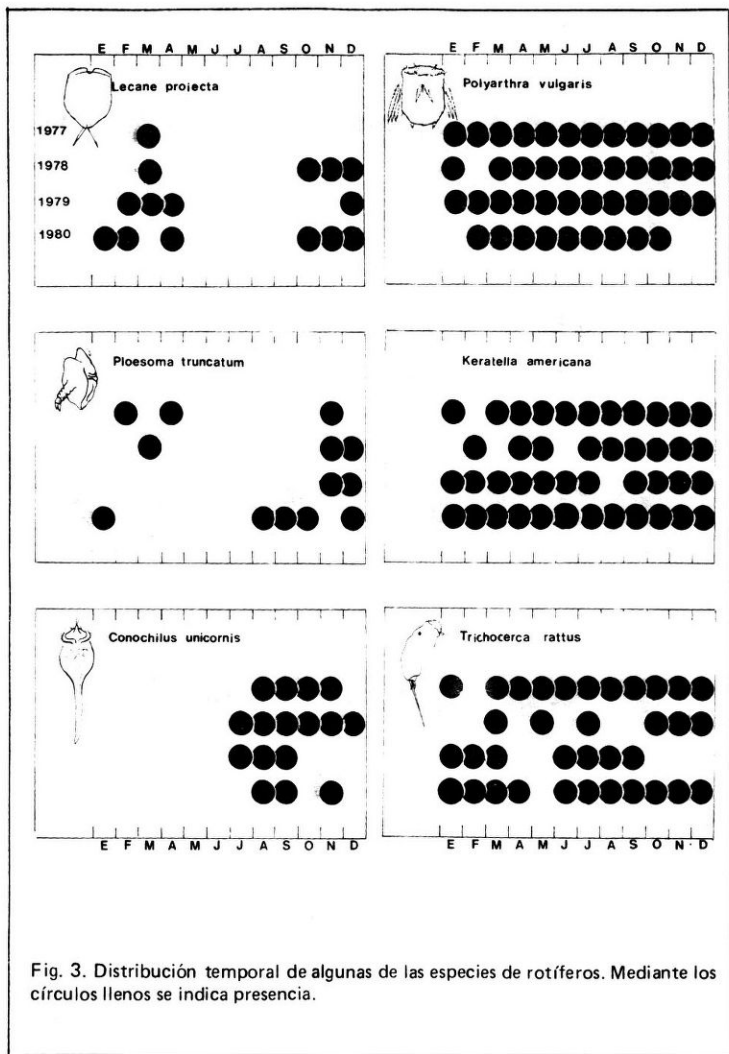 E F M A M J J A S O N D
E F M A M J J A S O N D
Lecane projecta
Polyarthra vulgaris
1977
1978
1979
1980
Ploesoma truncatum
Keratella americana
Conochilus unicornis
Trichocerca rattus
E F M A M J J A S O N D
E F M A M J J A S O N D
Fig. 3. Distribución temporal de algunas de las especies de rotíferos. Mediante los
círculos llenos se indica presencia.